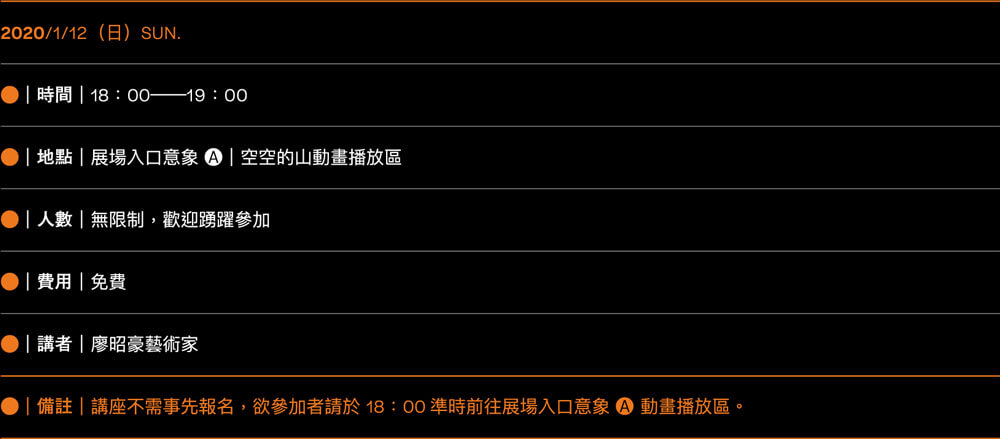 2020/1/12（日）SUN.
●｜時間｜18：00——19：00
●｜地點｜展場入口意象 🅐｜空空的山動畫播放區
●｜人數｜無限制，歡迎踴躍參加
●｜費用｜免費
●｜講者｜廖昭豪藝術家
●｜備註｜講座不需事先報名，欲參加者請於 18：00 準時前往展場入口意象 🅐 動畫播放區。